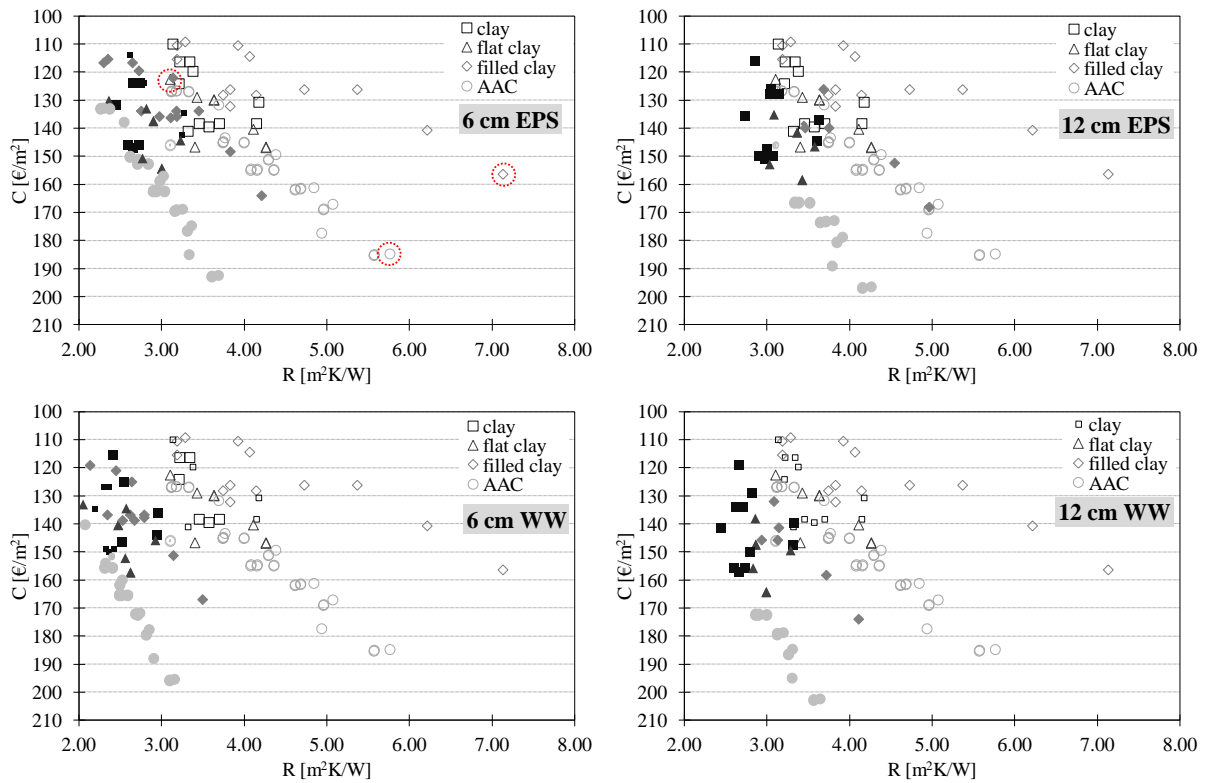 100
110
120
130
140
150
160
170
180
190
200
210
C [€/m²]
2.00 3.00 4.00 5.00 6.00 7.00 8.00
R [m²K/W]
clay
flat clay
filled clay
AAC
6 cm EPS
100
110
120
130
140
150
160
170
180
190
200
210
C [€/m²]
2.00 3.00 4.00 5.00 6.00 7.00 8.00
R [m²K/W]
clay
flat clay
filled clay
AAC
12 cm EPS
100
110
120
130
140
150
160
170
180
190
200
210
C [€/m²]
2.00 3.00 4.00 5.00 6.00 7.00 8.00
R [m²K/W]
clay
flat clay
filled clay
AAC
6 cm WW
100
110
120
130
140
150
160
170
180
190
200
210
C [€/m²]
2.00 3.00 4.00 5.00 6.00 7.00 8.00
R [m²K/W]
clay
flat clay
filled clay
AAC
12 cm WW